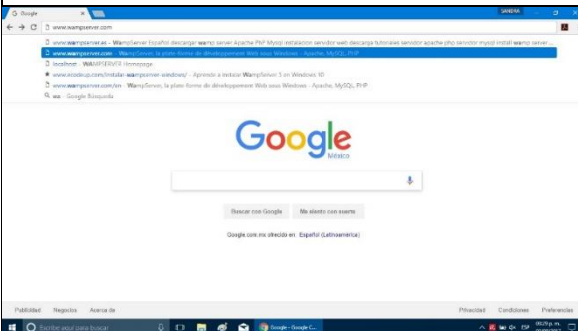 Google
SANDRA
www.wampserver.com
www.wampserver.es - WampServer Español descargar wamp server Apache PHP Mysql instalacion servidor web descarga tutoriales servidor apache php servidor mysql install wamp server ...
www.wampserver.com - WampServer, la plate-forme de développement Web sous Windows - Apache, MySQL, PHP
localhost - WAMPSERVER Homepage
www.ecodeup.com/instalar-wampserver-windows/ - Aprende a instalar WampServer 3 en Windows 10
www.wampserver.com/en - WampServer, la plate-forme de développement Web sous Windows - Apache, MySQL, PHP
Google Búsqueda
Google
México
Buscar con Google Me siento con suerte
Google.com.mx ofrecido en: Español (Latinoamérica)
Publicidad Negocios Acerca de Privacidad Condiciones Preferencias
Escribe aquí para buscar Google - Google C... ESP p.m.